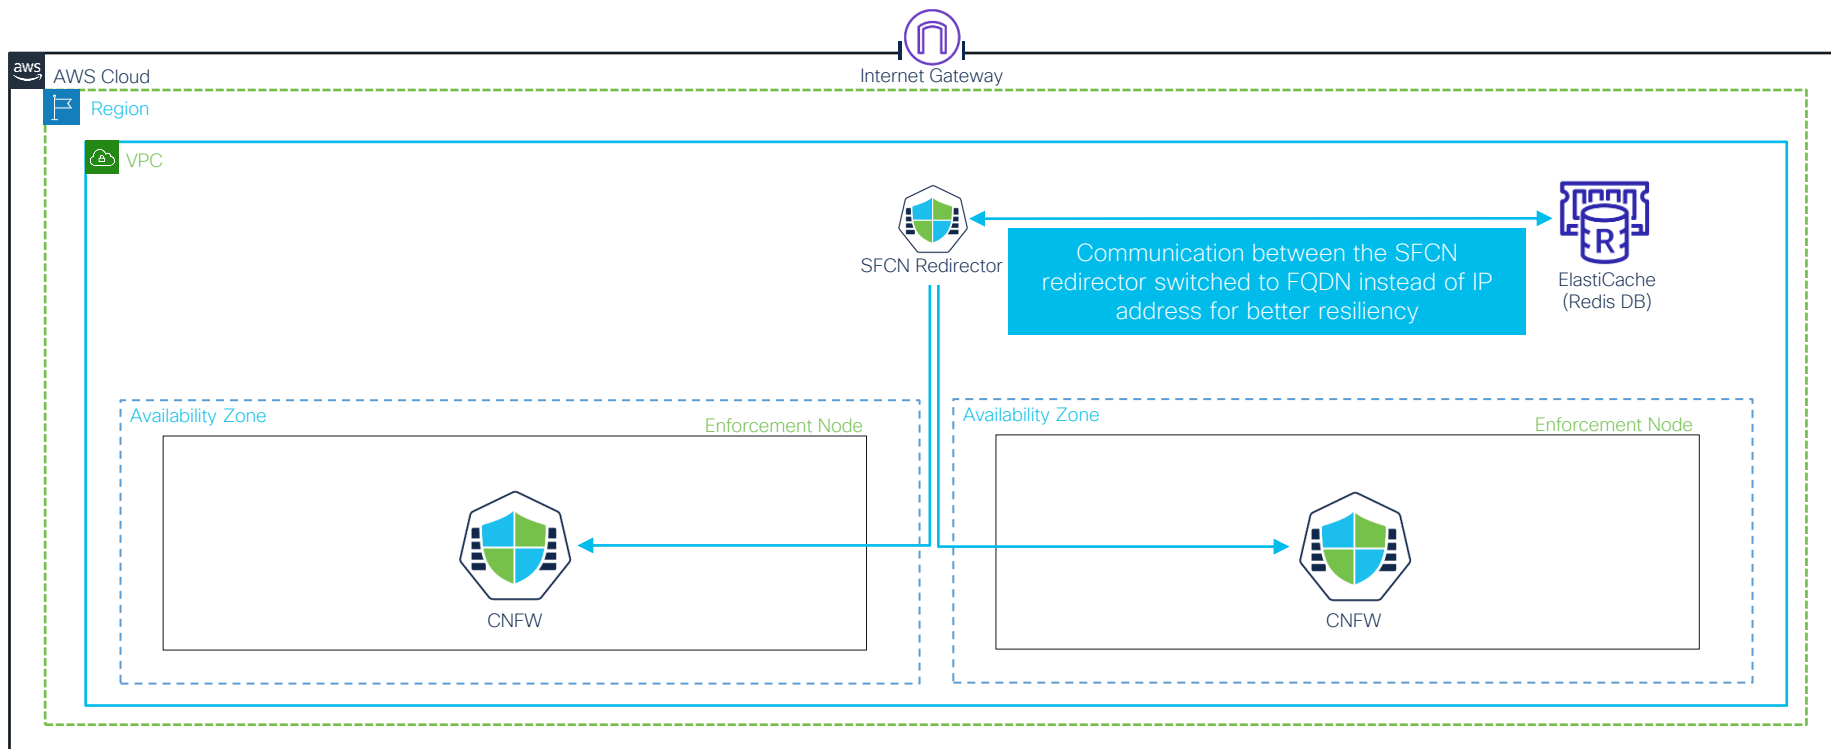 aws
AWS Cloud
Internet Gateway
Region
VPC
SFCN Redirector
Communication between the SFCN
redirector switched to FQDN instead of IP
address for better resiliency
R
ElastiCache
(Redis DB)
Availability Zone
Enforcement Node
CNFW
Availability Zone
Enforcement Node
CNFW